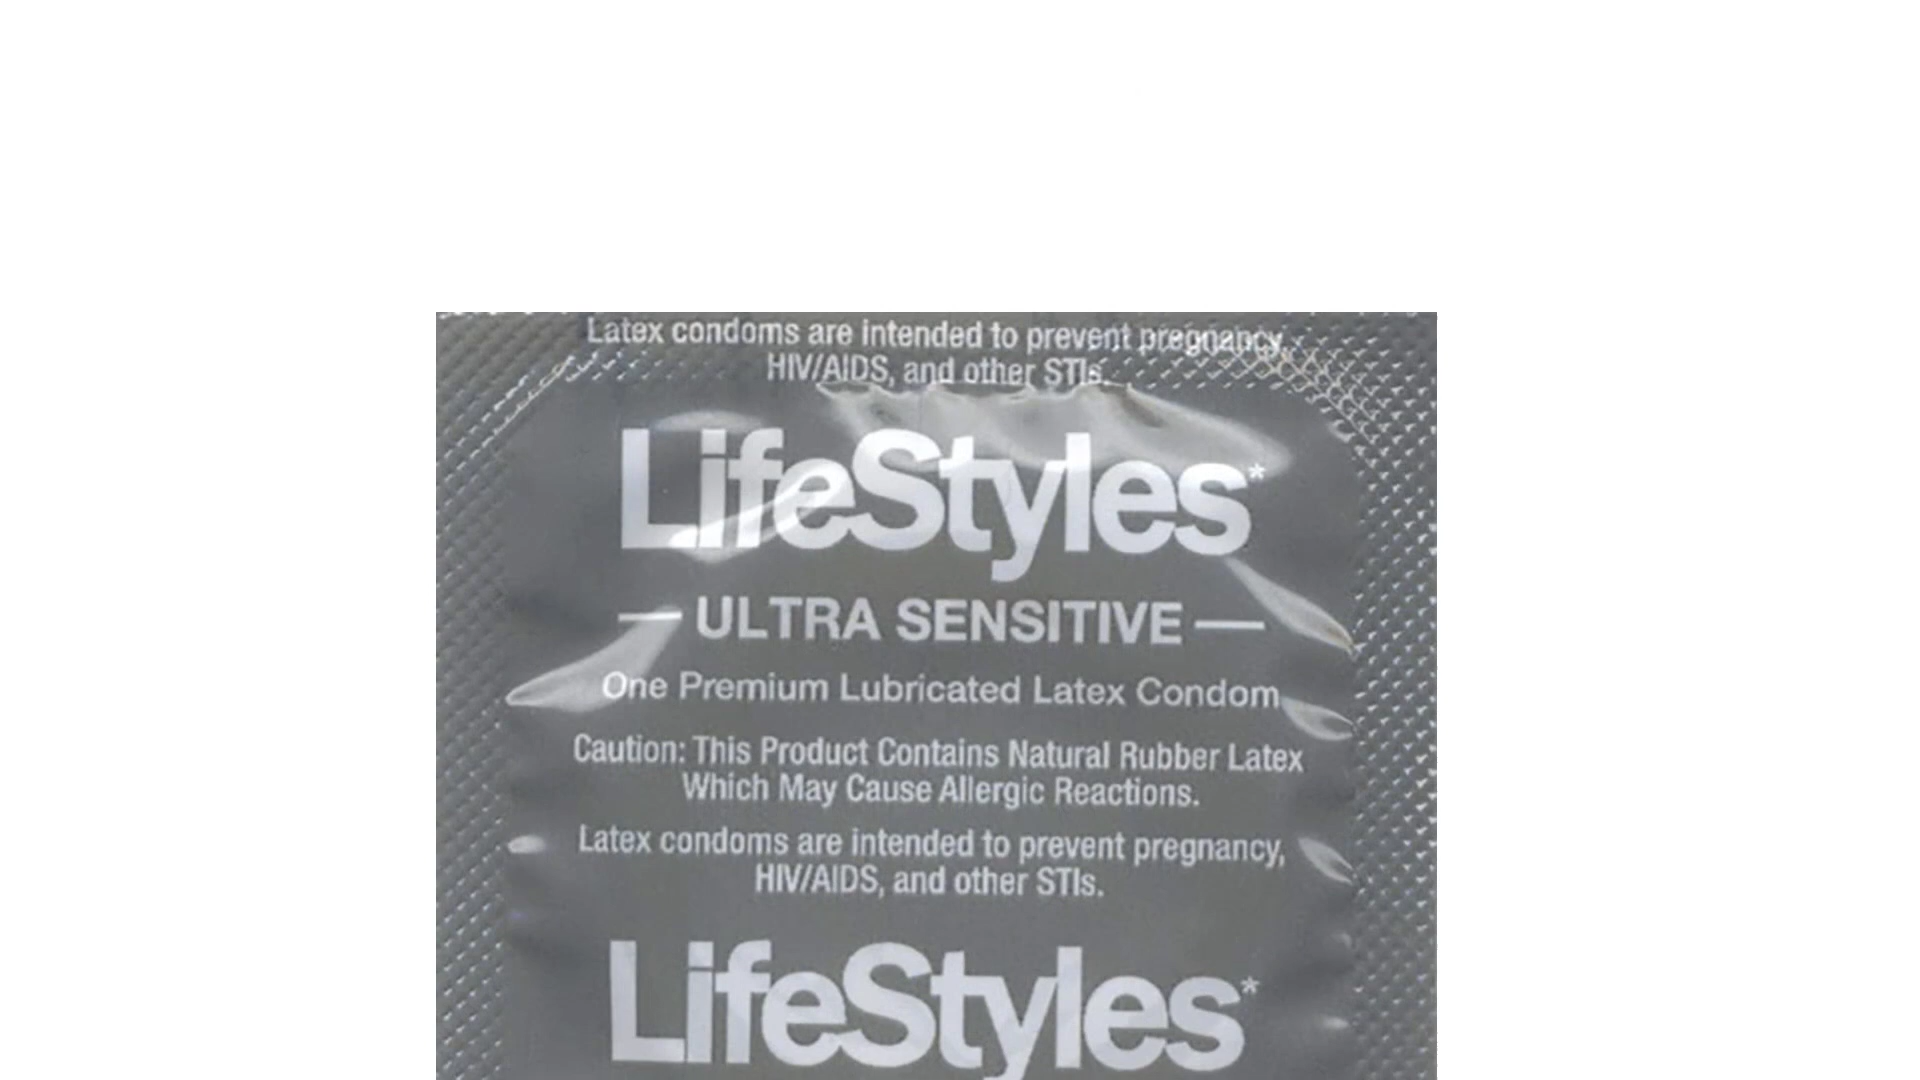 Latex condoms are intended to prevent pregnancy,
HIV/AIDS, and other STIs.
LifeStyles*
— ULTRA SENSITIVE —
One Premium Lubricated Latex Condom
Caution: This Product Contains Natural Rubber Latex
Which May Cause Allergic Reactions.
Latex condoms are intended to prevent pregnancy,
HIV/AIDS, and other STIs.
LifeStyles*